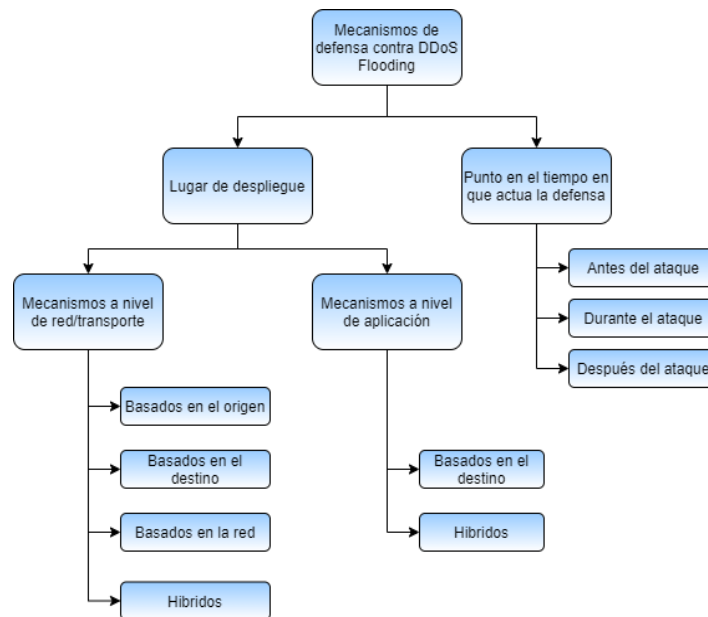 Mecanismos de
defensa contra DDoS
Flooding
Lugar de despliegue
Punto en el tiempo en
que actua la defensa
Mecanismos a nivel
de red/transporte
Mecanismos a nivel
de aplicación
Antes del ataque
Durante el ataque
Después del ataque
Basados en el origen
Basados en el
destino
Basados en la red
Hibridos
Basados en el
destino
Hibridos